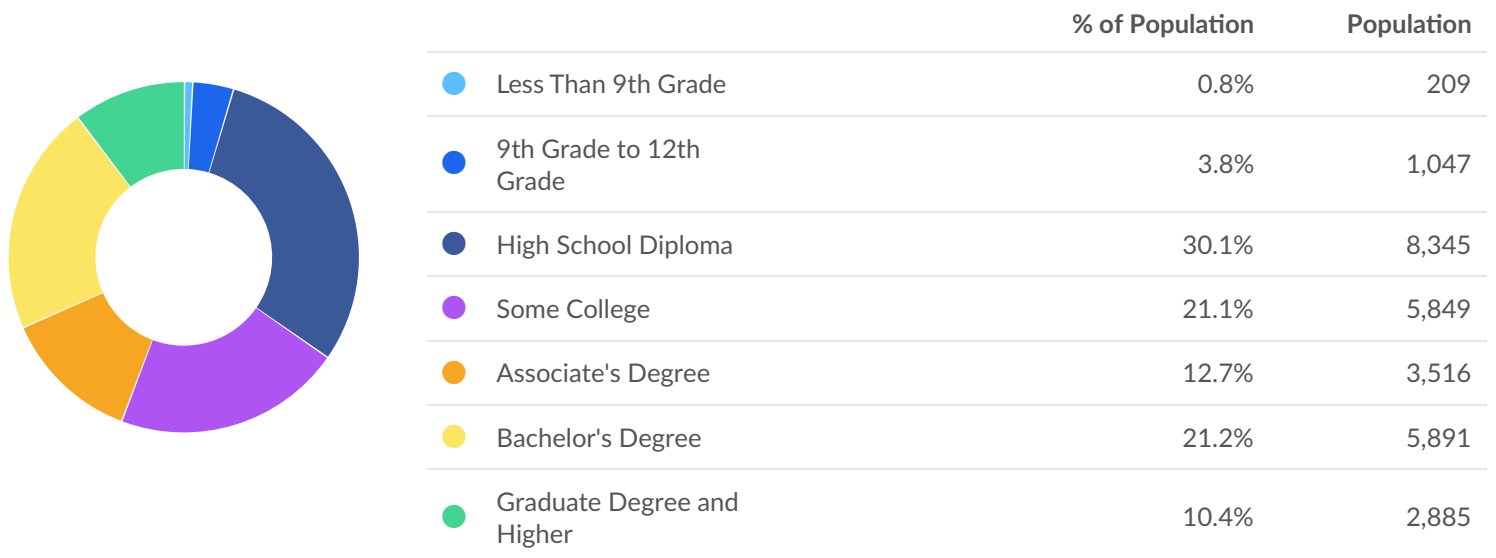 % of Population Population
Less Than 9th Grade 0.8% 209
9th Grade to 12th
Grade 3.8% 1,047
High School Diploma 30.1% 8,345
Some College 21.1% 5,849
Associate's Degree 12.7% 3,516
Bachelor's Degree 21.2% 5,891
Graduate Degree and
Higher 10.4% 2,885